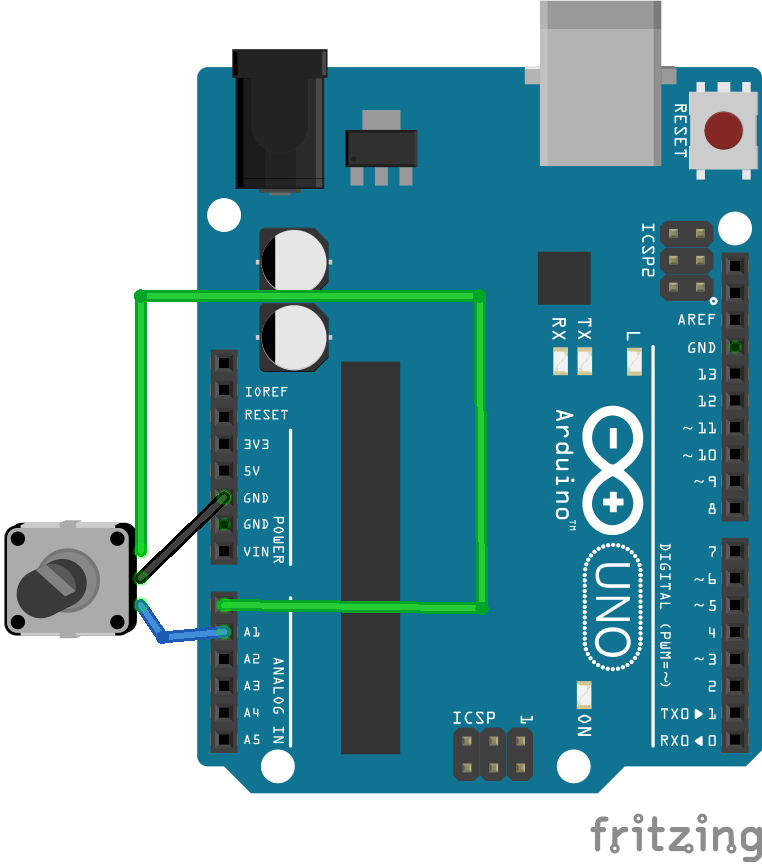 RESET
ICSP2
AREF
GND
RX
TX
L
13
12
~11
~10
~9
8
IOREF
RESET
3V3
5V
GND
GND
VIN
POWER
Arduino™
UNO
7
~6
~5
4
~3
2
TX0▶1
RX0◀0
DIGITAL (PWM=~)
A1
A2
A3
A4
A5
ANALOG IN
ICSP
1
ON
fritzing